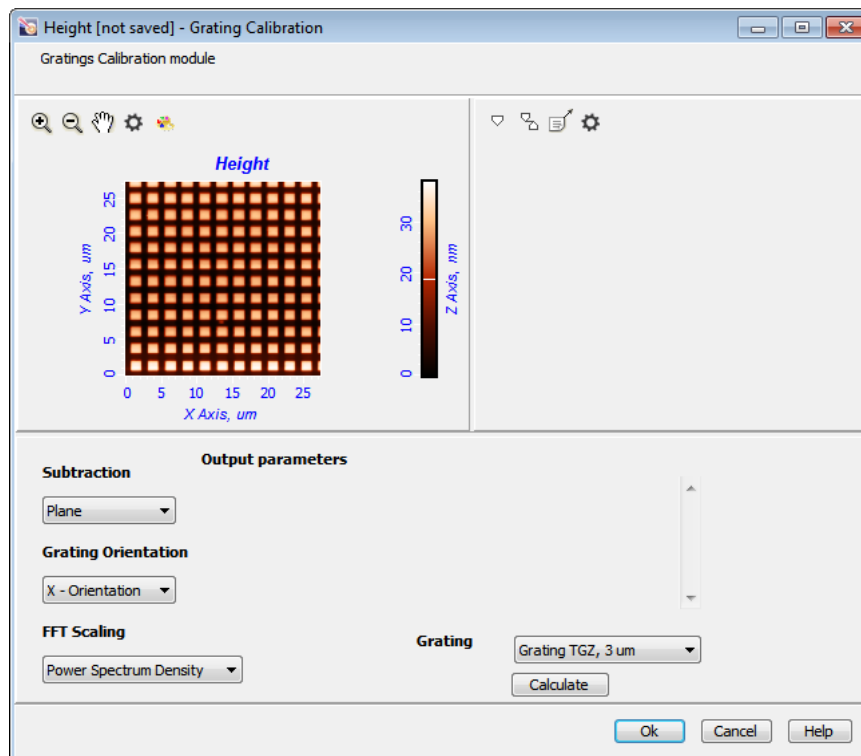 Height [not saved] - Grating Calibration
Gratings Calibration module
Height
25
20
15
10
5
0
Y Axis, um
0 5 10 15 20 25
X Axis, um
30
20
10
0
Z Axis, nm
Output parameters
Subtraction
Plane
Grating Orientation
X - Orientation
FFT Scaling
Power Spectrum Density
Grating
Grating TGZ, 3 um
Calculate
Ok Cancel Help